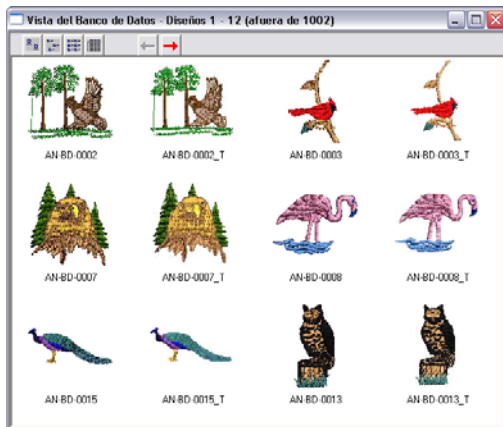 Vista del Banco de Datos - Diseños 1 - 12 (afuera de 1002)
AN-BD-0002 AN-BD-0002_T AN-BD-0003 AN-BD-0003_T
AN-BD-0007 AN-BD-0007_T AN-BD-0008 AN-BD-0008_T
AN-BD-0015 AN-BD-0015_T AN-BD-0013 AN-BD-0013_T